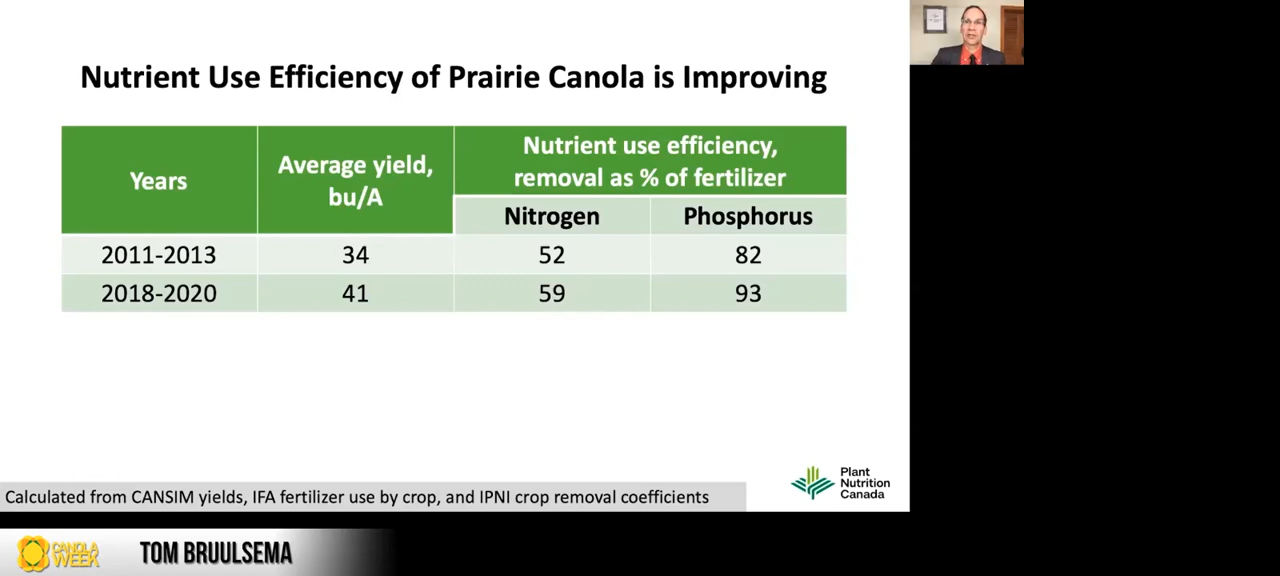 Nutrient Use Efficiency of Prairie Canola is Improving
Years
Average yield,
bu/A
Nutrient use efficiency,
removal as % of fertilizer
Nitrogen
Phosphorus
2011-2013 34 52 82
2018-2020 41 59 93
Plant
Nutrition
Canada
Calculated from CANSIM yields, IFA fertilizer use by crop, and IPNI crop removal coefficients
CANOLA
WEEK
TOM BRUULSEMA